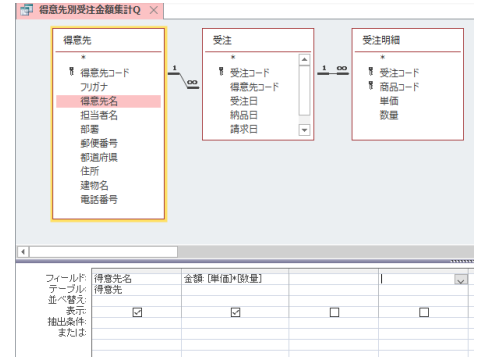 得意先別受注金額集計Q ×
得意先
*
得意先コード
フリガナ
得意先名
担当者名
部署
郵便番号
都道府県
住所
建物名
電話番号
1 ∞
受注
*
受注コード
得意先コード
受注日
納品日
請求日
1 ∞
受注明細
*
受注コード
商品コード
単価
数量
フィールド: 得意先名 金額: [単価]*[数量]
テーブル: 得意先
並べ替え:
表示:
抽出条件:
または: